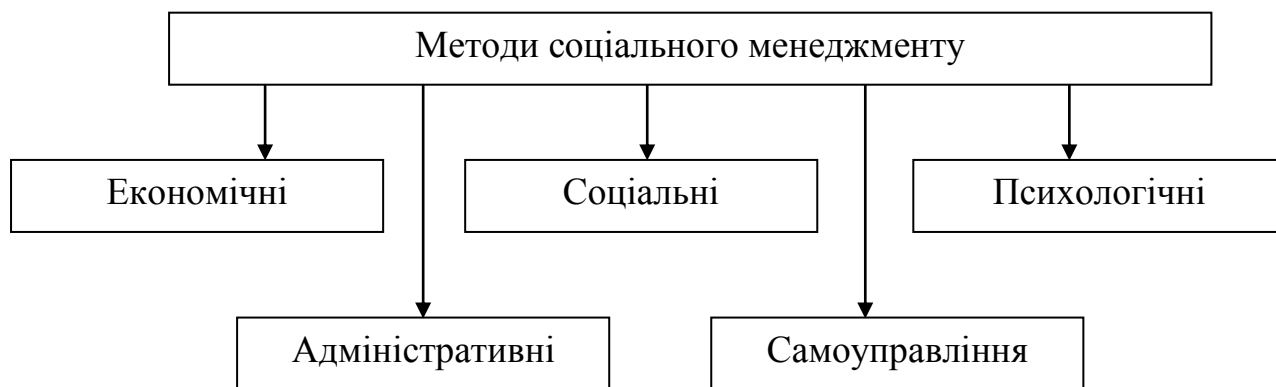 Методи соціального менеджменту
Економічні
Соціальні
Психологічні
Адміністративні
Самоуправління